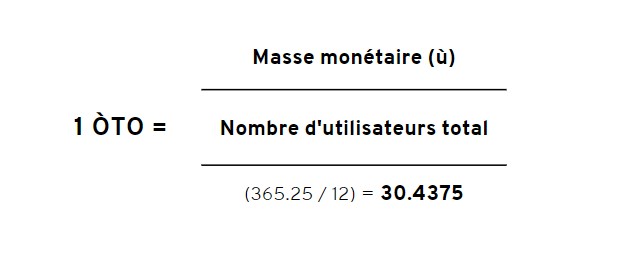 Masse monétaire (ù)
1 ÒTO =
Nombre d'utilisateurs total
(365.25 / 12) = 30.4375